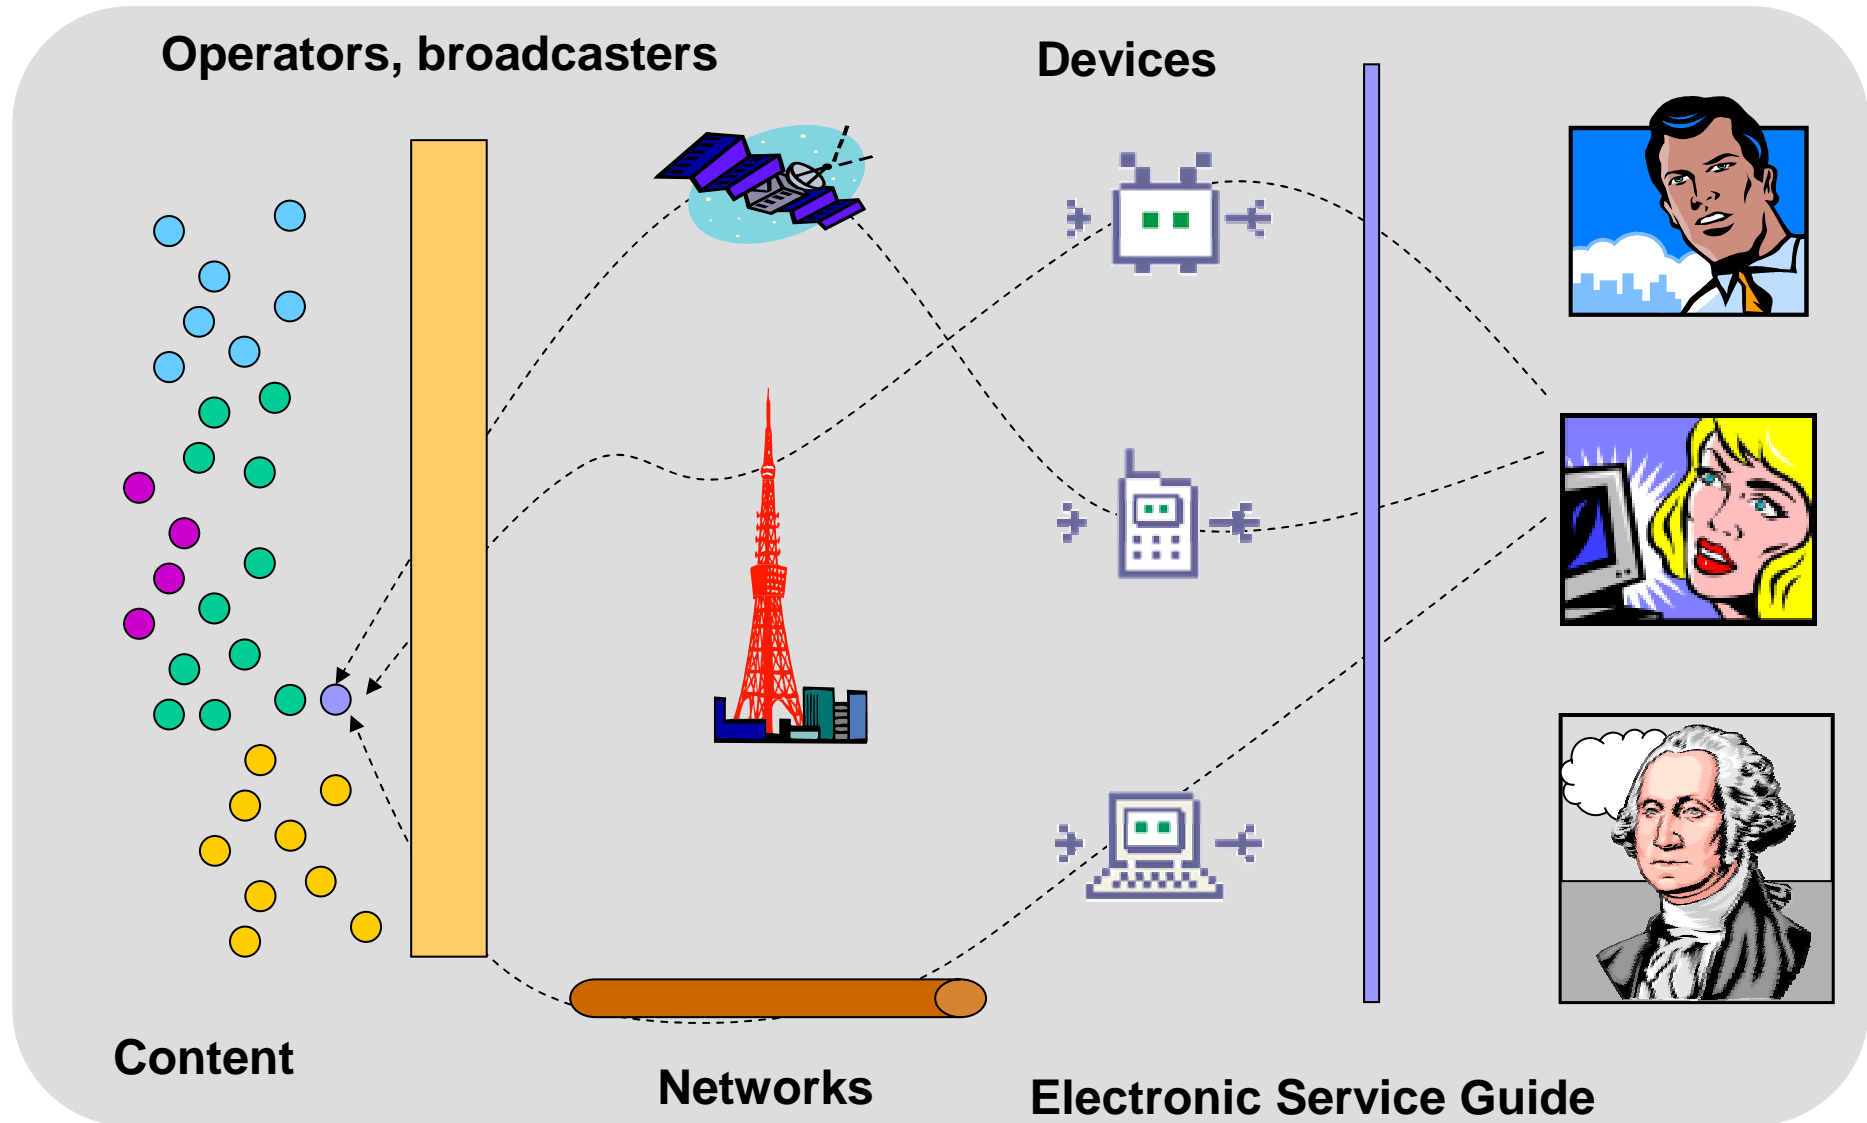 Operators, broadcasters
Devices
Content
Networks
Electronic Service Guide